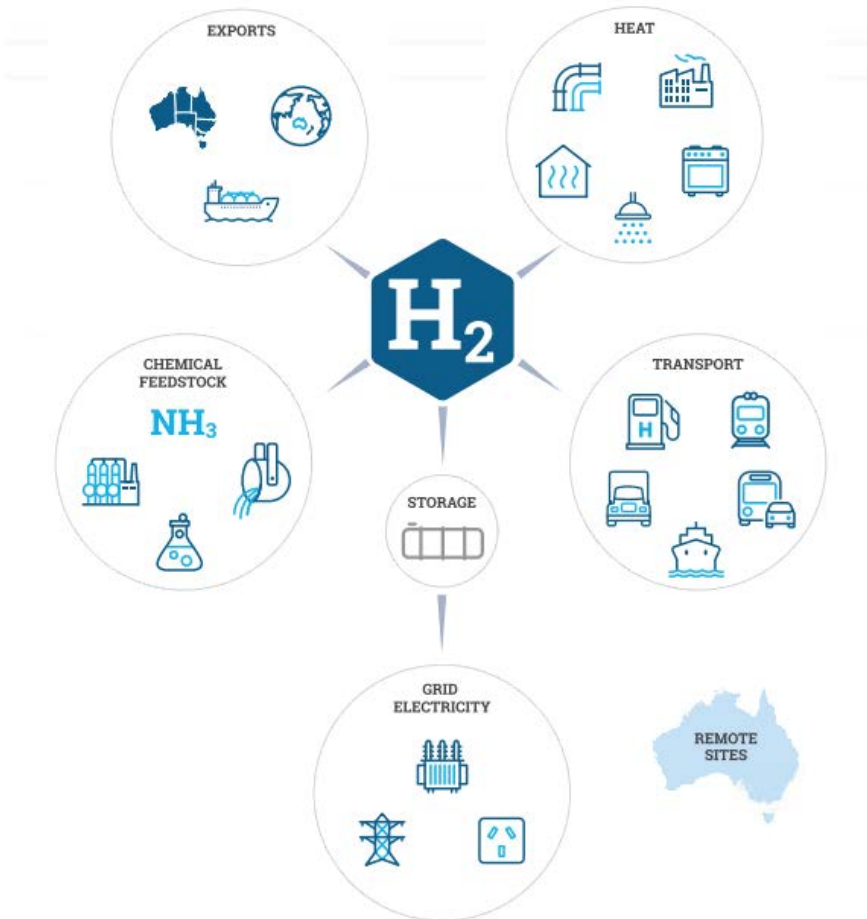 EXPORTS
HEAT
H₂
CHEMICAL
FEEDSTOCK
NH₃
TRANSPORT
H
STORAGE
GRID
ELECTRICITY
REMOTE
SITES